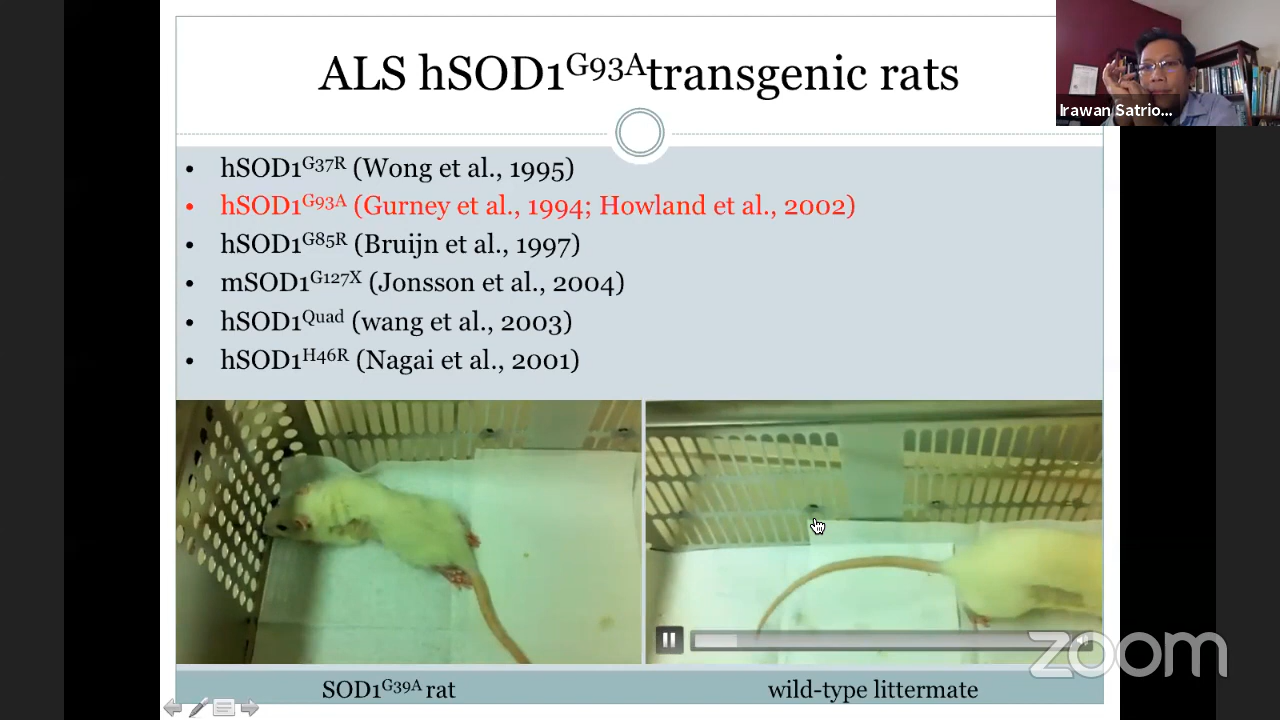 ALS hSOD1G93A transgenic rats
Irawan Satrio...
• hSOD1G37R (Wong et al., 1995)
• hSOD1G93A (Gurney et al., 1994; Howland et al., 2002)
• hSOD1G85R (Bruijn et al., 1997)
• mSOD1G127X (Jonsson et al., 2004)
• hSOD1Quad (wang et al., 2003)
• hSOD1H46R (Nagai et al., 2001)
zoom
SOD1G39A rat
wild-type littermate